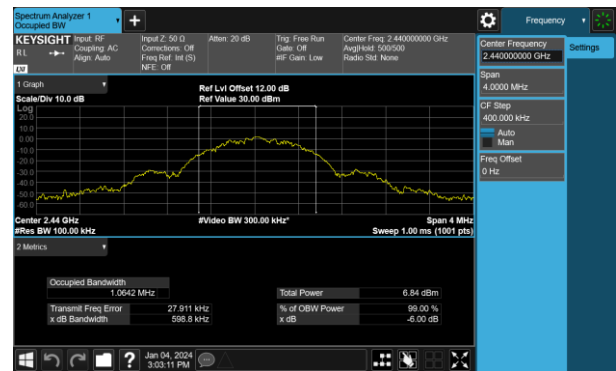 Spectrum Analyzer 1
Occupied BW
Frequency
KEYSIGHT
RL
LXI
Input: RF
Coupling: AC
Align: Auto
Input Z: 50 Ω
Corrections: Off
Freq Ref: Int (S)
NFE: Off
Atten: 20 dB
Trig: Free Run
Gate: Off
#IF Gain: Low
Center Freq: 2.440000000 GHz
Avg|Hold: 500/500
Radio Std: None
Center Frequency
2.440000000 GHz
Settings
Span
4.0000 MHz
CF Step
400.000 kHz
Auto
Man
Freq Offset
0 Hz
1 Graph
Scale/Div 10.0 dB
Ref Lvl Offset 12.00 dB
Ref Value 30.00 dBm
Log
20.0
10.0
0.00
-10.0
-20.0
-30.0
-40.0
-50.0
-60.0
Center 2.44 GHz
#Res BW 100.00 kHz
#Video BW 300.00 kHz*
Span 4 MHz
Sweep 1.00 ms (1001 pts)
2 Metrics
Occupied Bandwidth
1.0642 MHz
Total Power 6.84 dBm
Transmit Freq Error 27.911 kHz
% of OBW Power 99.00 %
x dB Bandwidth 598.8 kHz
x dB -6.00 dB
?
Jan 04, 2024
3:03:11 PM